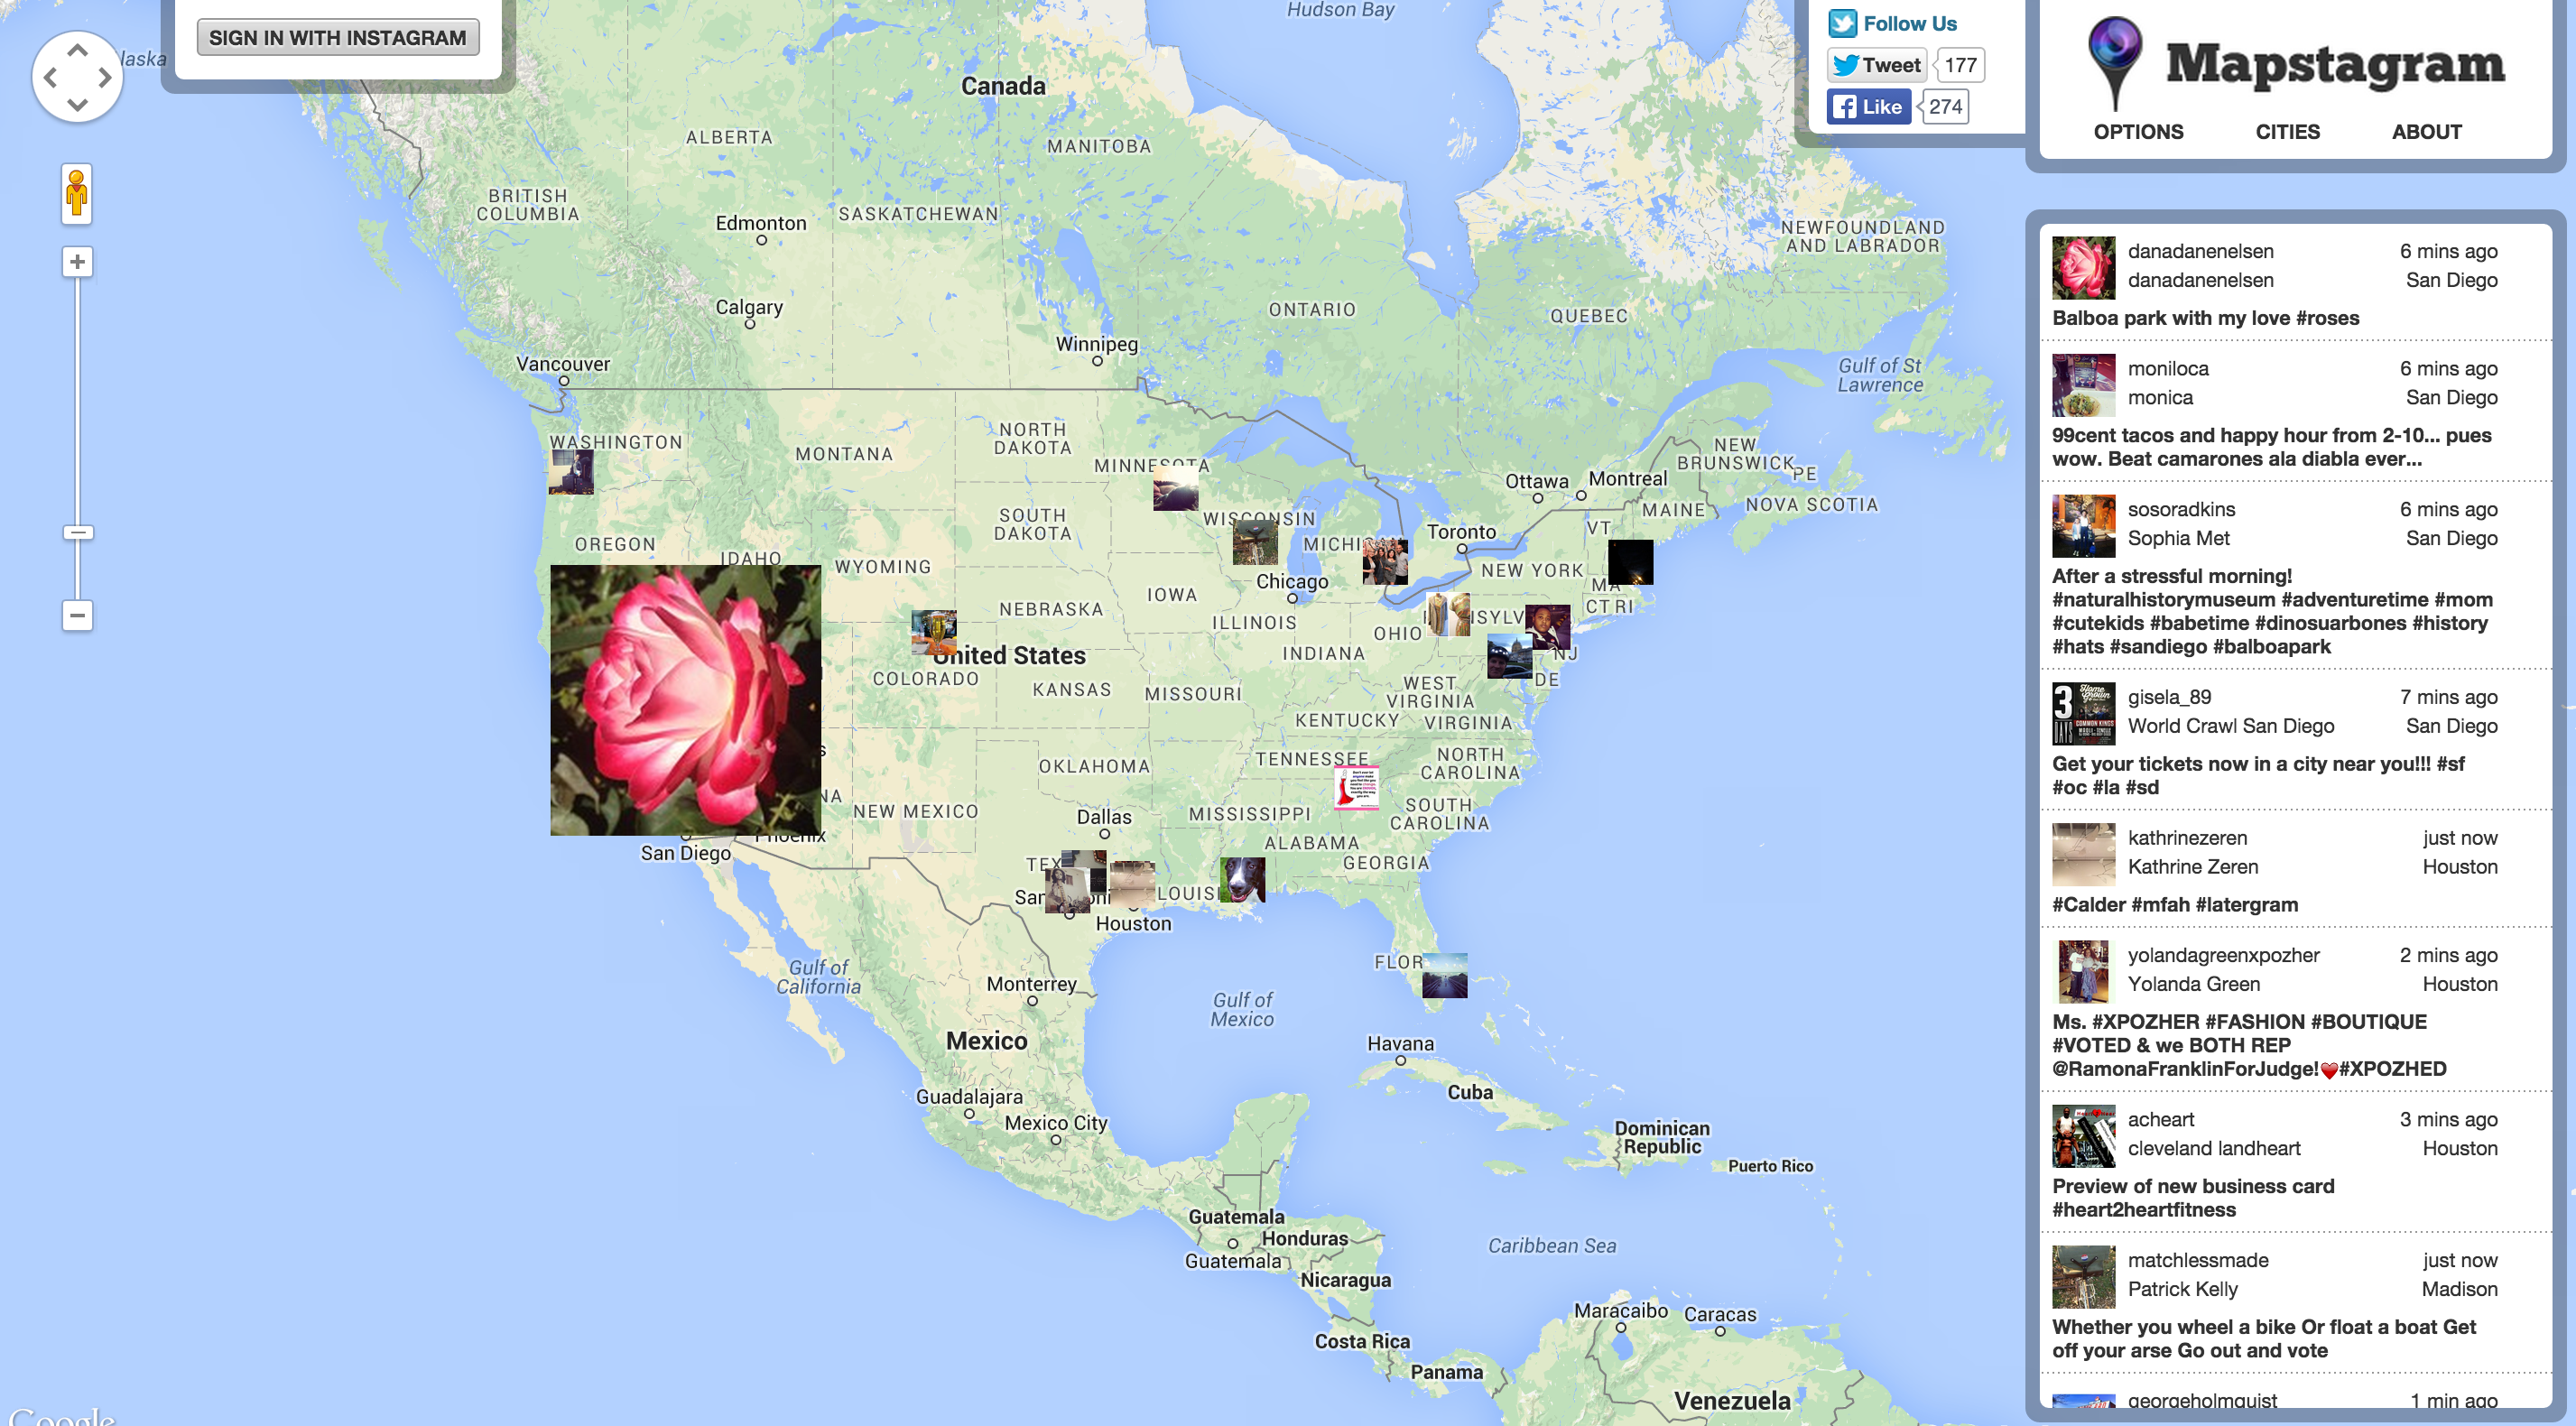 SIGN IN WITH INSTAGRAM
Follow Us
Tweet 177
Like 274
Mapstagram
OPTIONS CITIES ABOUT
danadanenelsen 6 mins ago
danadanenelsen San Diego
Balboa park with my love #roses
moniloca 6 mins ago
monica San Diego
99cent tacos and happy hour from 2-10... pues
wow. Beat camarones ala diabla ever...
sosoradkins 6 mins ago
Sophia Met San Diego
After a stressful morning!
#naturalhistorymuseum #adventuretime #mom
#cutekids #babetime #dinosuarbones #history
#hats #sandiego #balboapark
gisela_89 7 mins ago
World Crawl San Diego San Diego
Get your tickets now in a city near you!!! #sf
#oc #la #sd
kathrinezeren just now
Kathrine Zeren Houston
#Calder #mfah #latergram
yolandagreenxpozher 2 mins ago
Yolanda Green Houston
Ms. #XPOZHER #FASHION #BOUTIQUE
#VOTED & we BOTH REP
@RamonaFranklinForJudge!❤#XPOZHED
acheart 3 mins ago
cleveland landheart Houston
Preview of new business card
#heart2heartfitness
matchlessmade just now
Patrick Kelly Madison
Whether you wheel a bike Or float a boat Get
off your arse Go out and vote
georgeholmquist 1 min ago
laska
Hudson Bay
Canada
ALBERTA
MANITOBA
BRITISH
COLUMBIA
Edmonton
SASKATCHEWAN
NEWFOUNDLAND
AND LABRADOR
Calgary
ONTARIO
QUEBEC
Winnipeg
Vancouver
Gulf of St
Lawrence
WASHINGTON
MONTANA
NORTH
DAKOTA
MINNESOTA
NEW
BRUNSWICK
PE
Ottawa
Montreal
MAINE
NOVA SCOTIA
SOUTH
DAKOTA
WISCONSIN
Toronto
VT
OREGON
IDAHO
WYOMING
MICHIGAN
NEW YORK
Chicago
MA
CT RI
NEBRASKA
IOWA
ILLINOIS
OHIO
SYLV
United States
COLORADO
KANSAS
MISSOURI
INDIANA
NJ
DE
WEST
VIRGINIA
KENTUCKY
VIRGINIA
OKLAHOMA
TENNESSEE
NORTH
CAROLINA
NA
NEW MEXICO
Dallas
MISSISSIPPI
SOUTH
CAROLINA
Phoenix
San Diego
ALABAMA
TEX
GEORGIA
San
LOUIS
Houston
FLOR
Gulf of
California
Monterrey
Gulf of
Mexico
Mexico
Havana
Cuba
Guadalajara
Mexico City
Dominican
Republic
Puerto Rico
Guatemala
Honduras
Guatemala
Caribbean Sea
Nicaragua
Maracaibo
Caracas
Costa Rica
Panama
Venezuela
Google